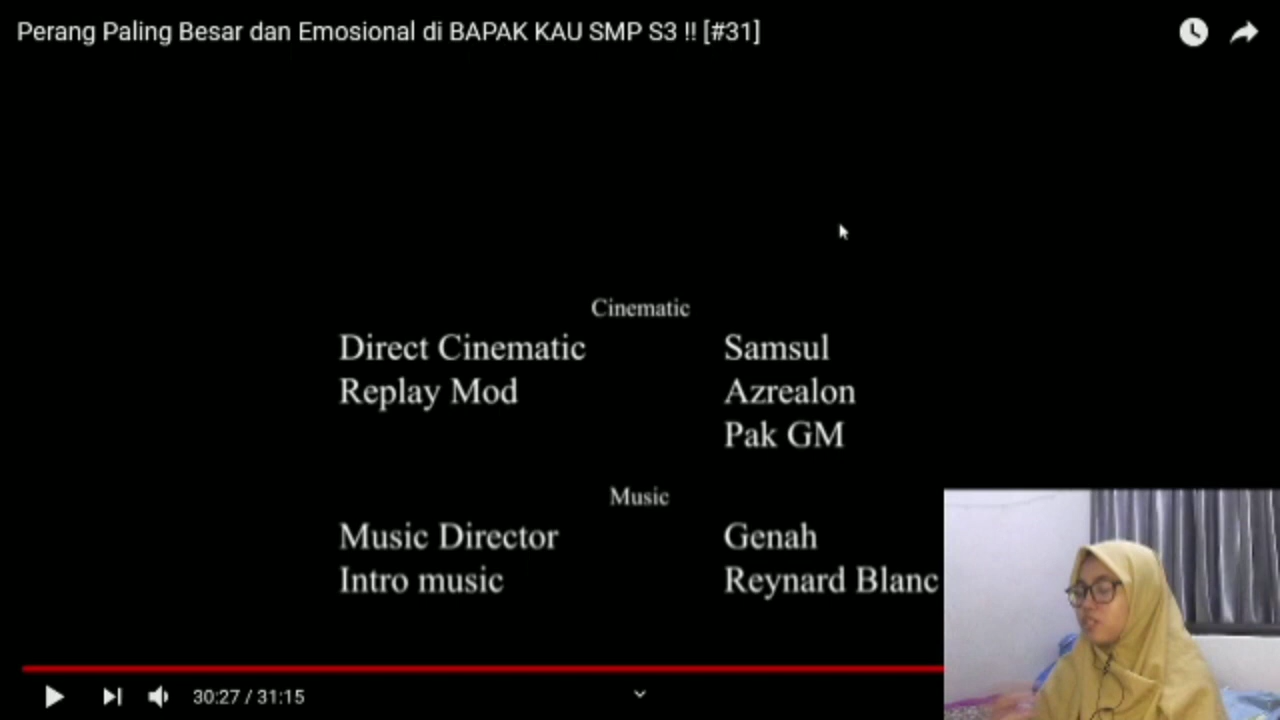 Perang Paling Besar dan Emosional di BAPAK KAU SMP S3 !! [#31]
Cinematic
Direct Cinematic Samsul
Replay Mod Azrealon
Pak GM
Music
Music Director Genah
Intro music Reynard Blanc
30:27 / 31:15